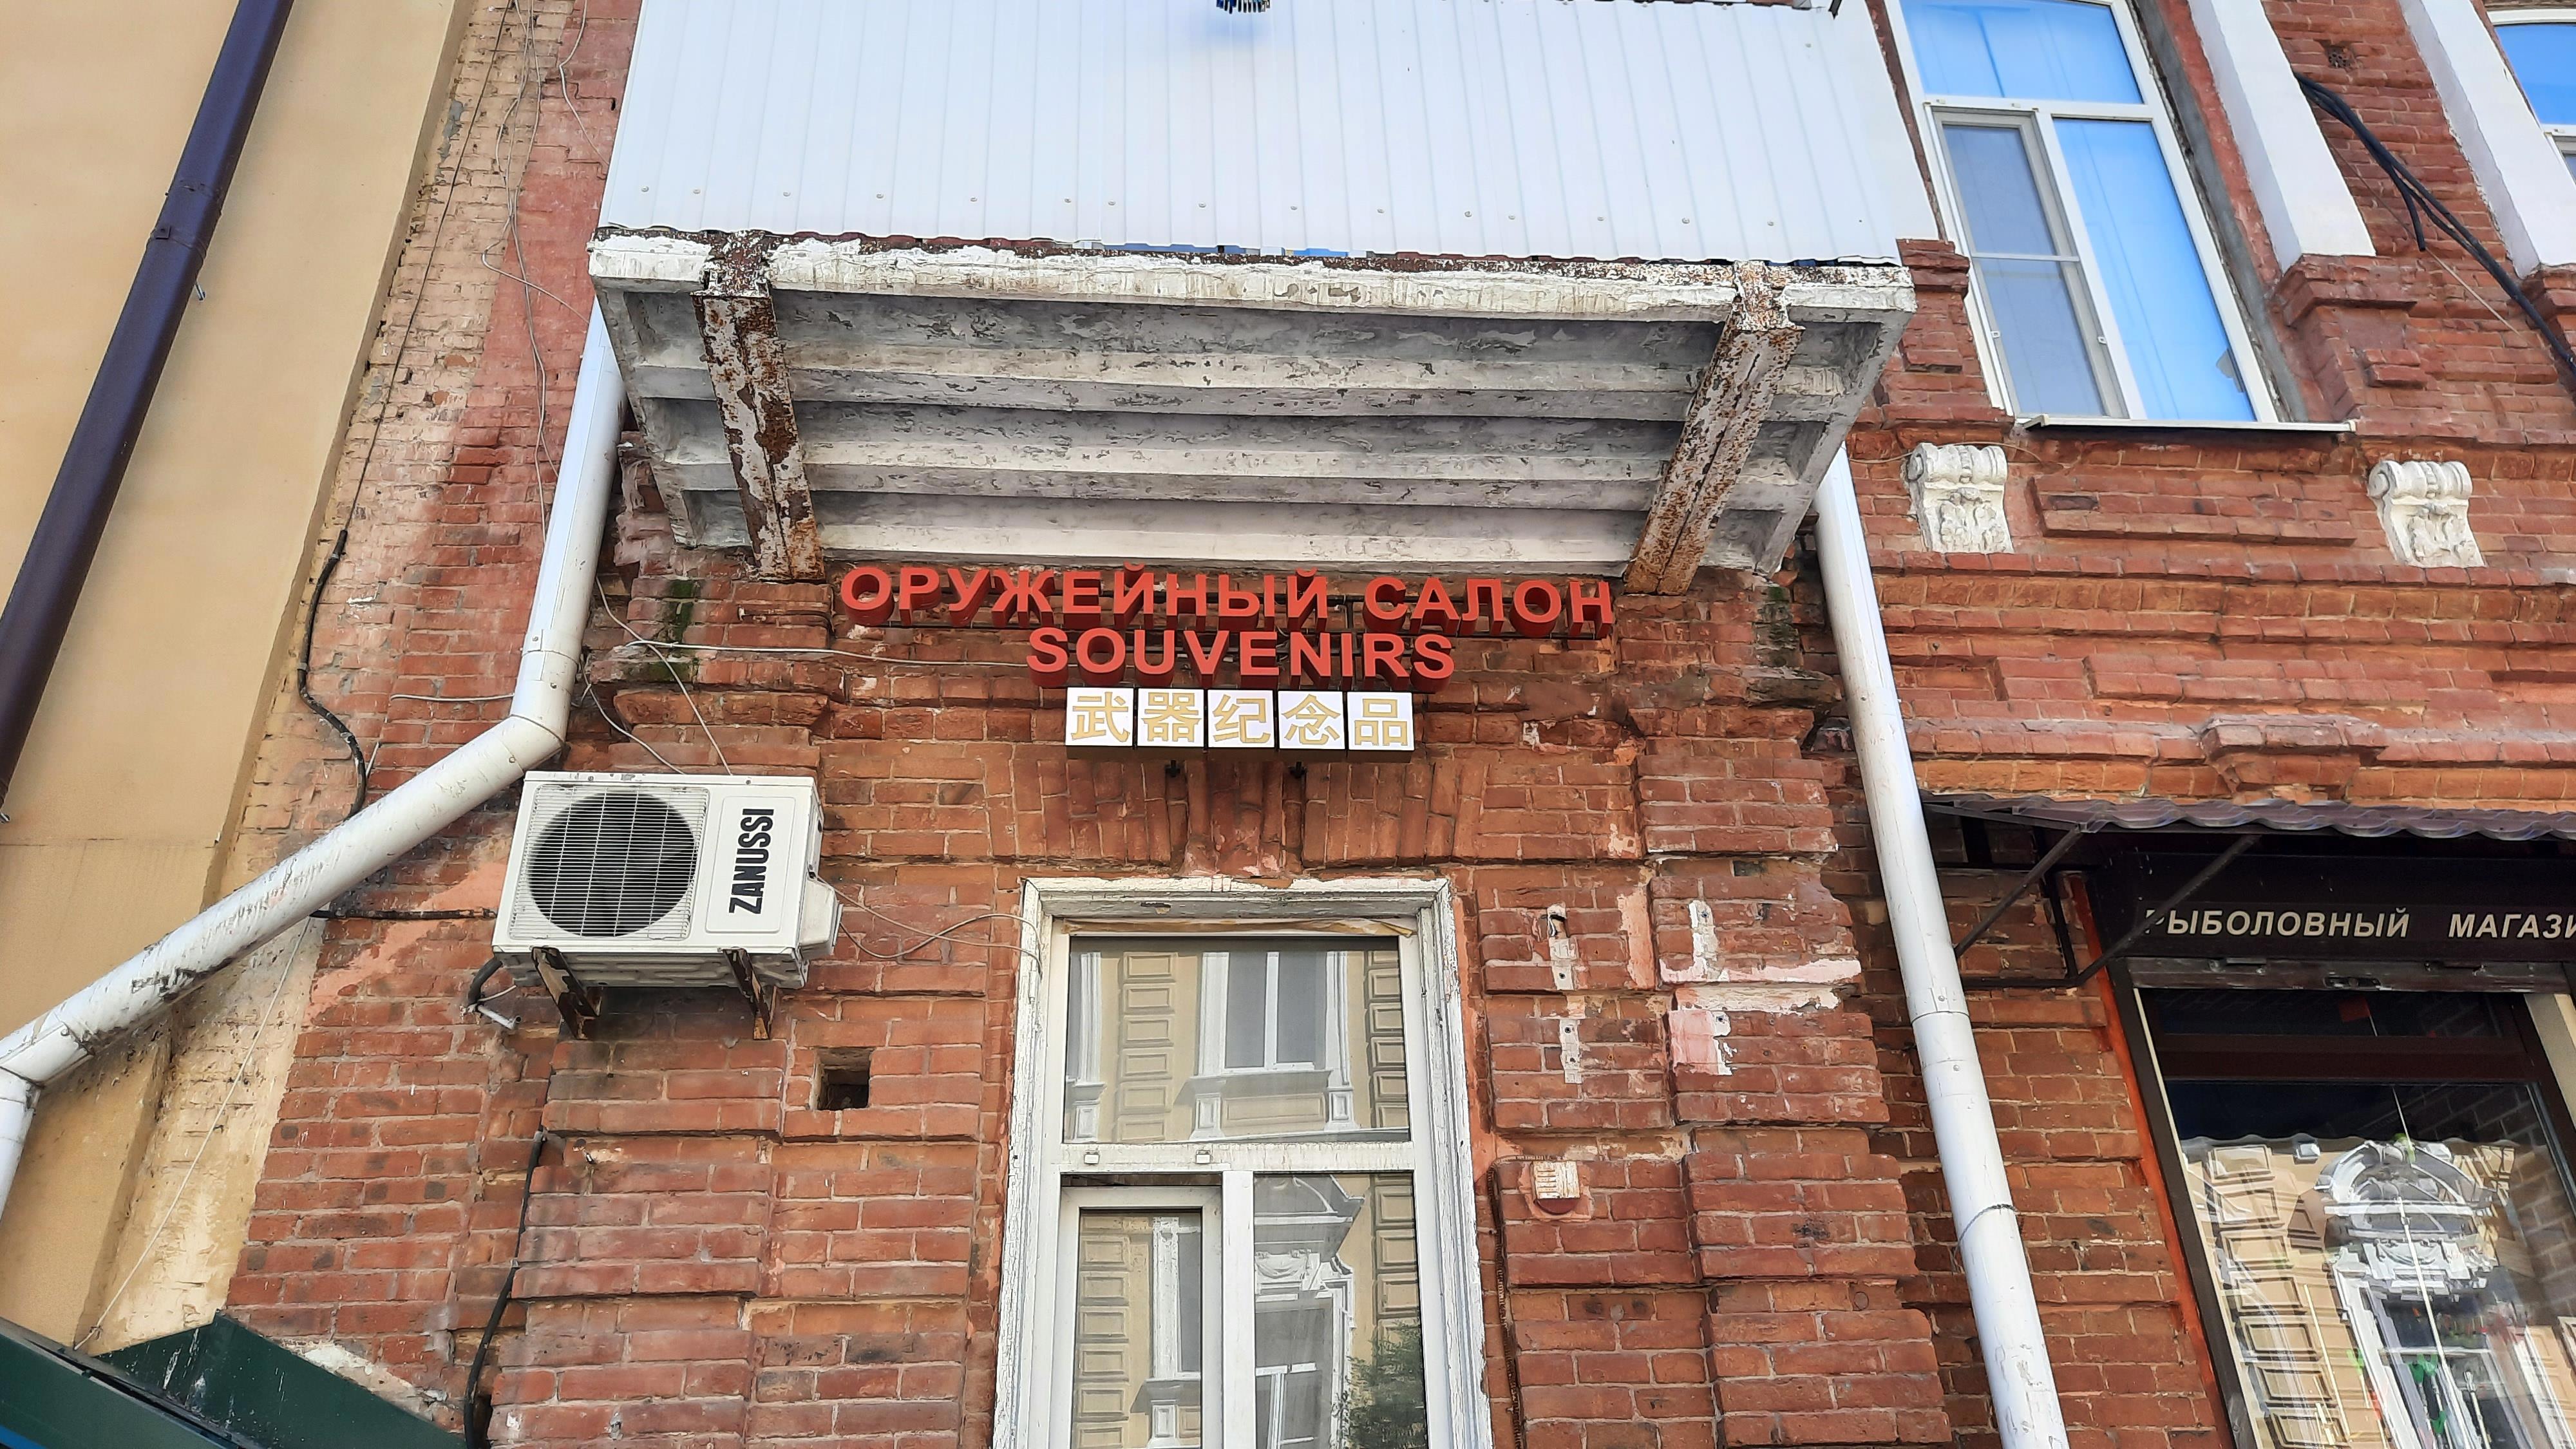 ОРУЖЕЙНЫЙ САЛОН
SOUVENIRS
武器纪念品
ZANUSSI
РЫБОЛОВНЫЙ МАГАЗИ